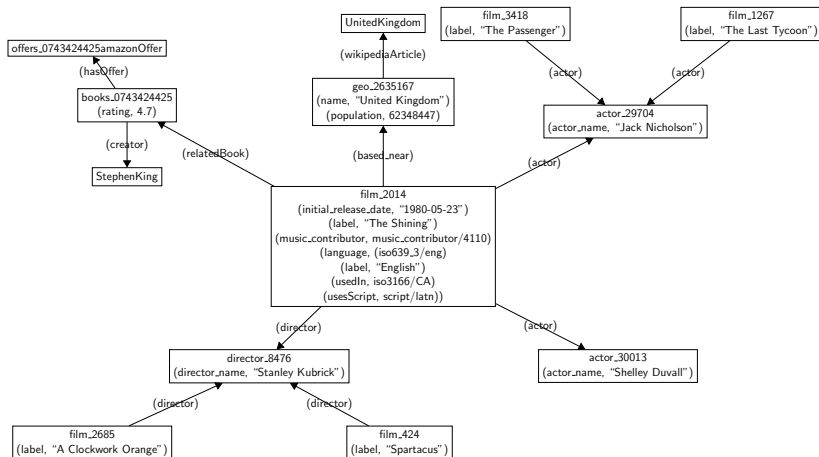 UnitedKingdom
film_3418
(label, “The Passenger”)
film_1267
(label, “The Last Tycoon”)
offers_0743424425amazonOffer
(wikipediaArticle)
(hasOffer)
(actor)
(actor)
books_0743424425
(rating, 4.7)
geo_2635167
(name, “United Kingdom”)
(population, 62348447)
actor_29704
(actor_name, “Jack Nicholson”)
(creator)
(relatedBook)
(based_near)
(actor)
StephenKing
film_2014
(initial_release_date, “1980-05-23”)
(label, “The Shining”)
(music_contributor, music_contributor/4110)
(language, (iso639_3/eng)
(label, “English”)
(usedIn, iso3166/CA)
(usesScript, script/latn))
(director)
(actor)
director_8476
(director_name, “Stanley Kubrick”)
actor_30013
(actor_name, “Shelley Duvall”)
(director)
(director)
film_2685
(label, “A Clockwork Orange”)
film_424
(label, “Spartacus”)